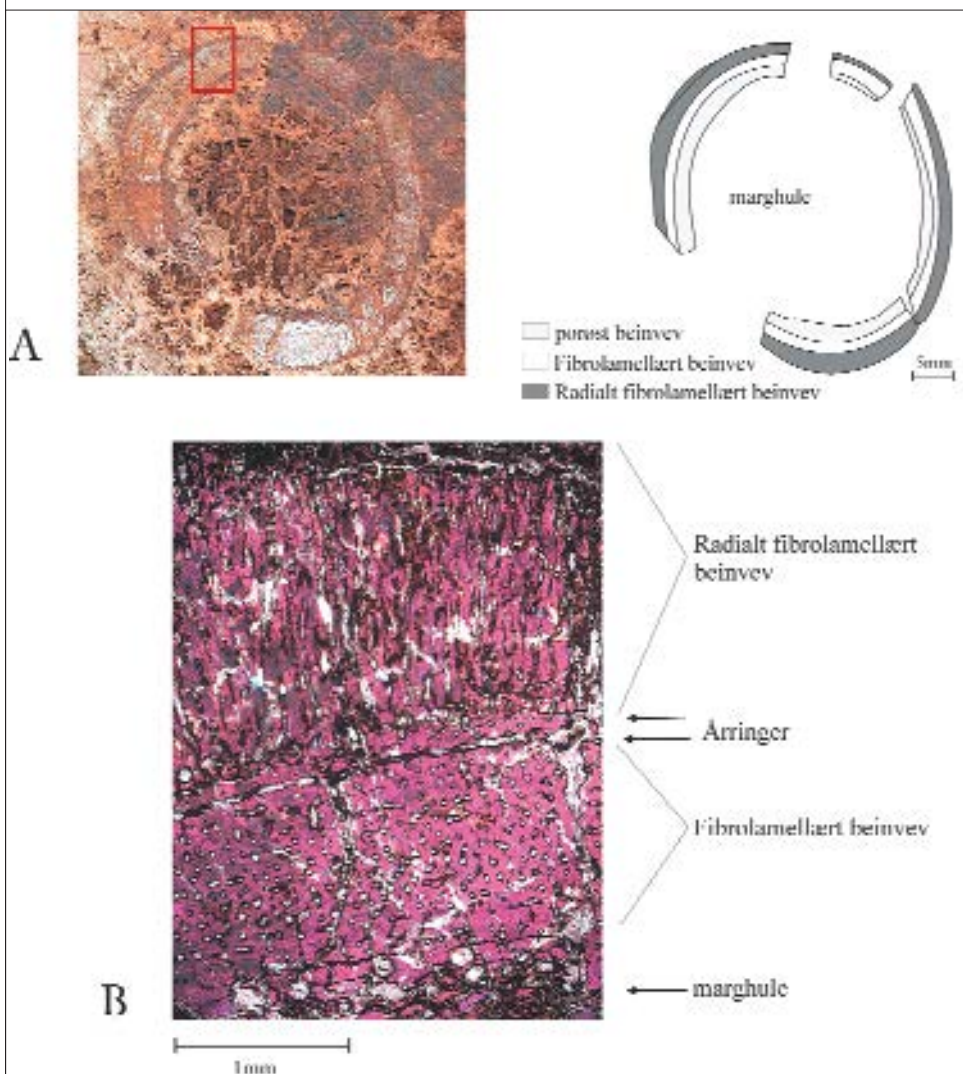 marghule
A
porøst beinvev
Fibrolamellært beinvev
Radialt fibrolamellært beinvev
5mm
Radialt fibrolamellært
beinvev
Årringer
Fibrolamellært beinvev
B
marghule
1mm